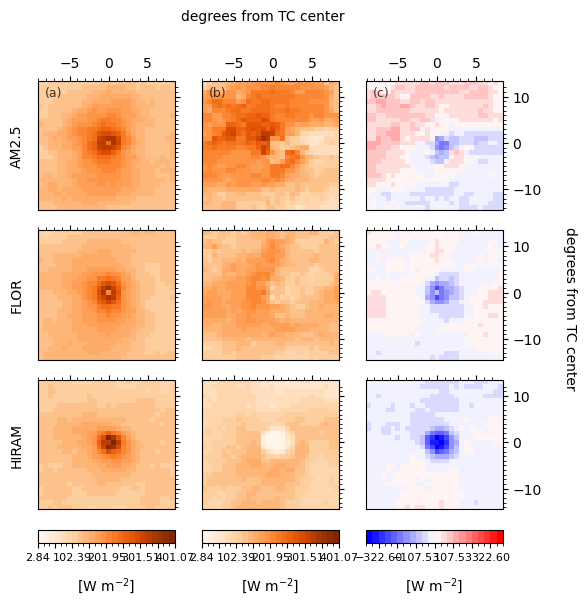 degrees from TC center
−5 0 5 −5 0 5 −5 0 5
(a) (b) (c)
10
AM2.5
0
−10
10
FLOR
0
−10
degrees from TC center
10
HIRAM
0
−10
2.84 102.39 201.95 301.51 401.07 2.84 102.39 201.95 301.51 401.07 −322.60 −107.53 107.53 322.60
[W m−2] [W m−2] [W m−2]